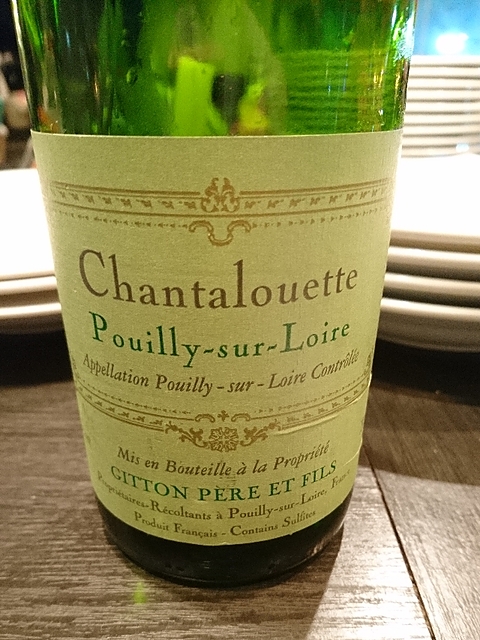 Chantalouette
Pouilly-sur-Loire
Appellation Pouilly-sur-Loire Contrôlée
Mis en Bouteille à la Propriété
GITTON PÈRE ET FILS
Propriétaires-Récoltants à Pouilly-sur-Loire,
Produit Français - Contains Sulfites